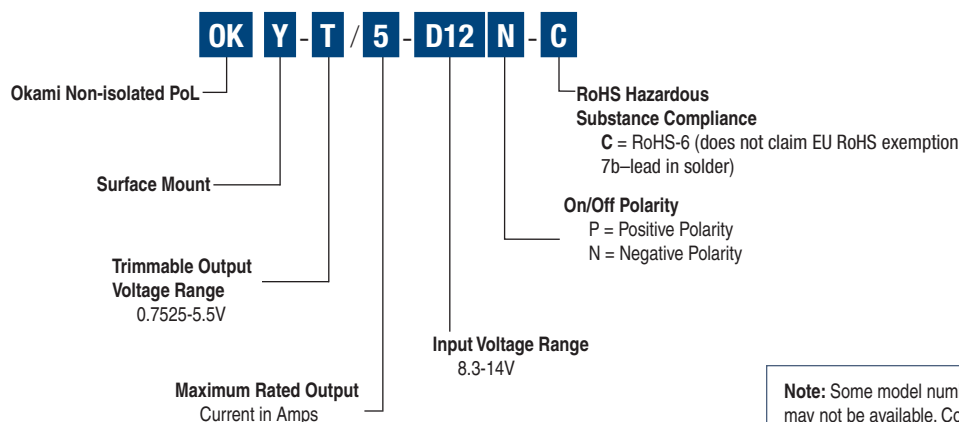 OK Y - T / 5 - D12 N - C
Okami Non-isolated PoL
RoHS Hazardous
Substance Compliance
C = RoHS-6 (does not claim EU RoHS exemption
7b–lead in solder)
Surface Mount
On/Off Polarity
P = Positive Polarity
N = Negative Polarity
Trimmable Output
Voltage Range
0.7525-5.5V
Input Voltage Range
8.3-14V
Maximum Rated Output
Current in Amps
Note: Some model num
may not be available. Co